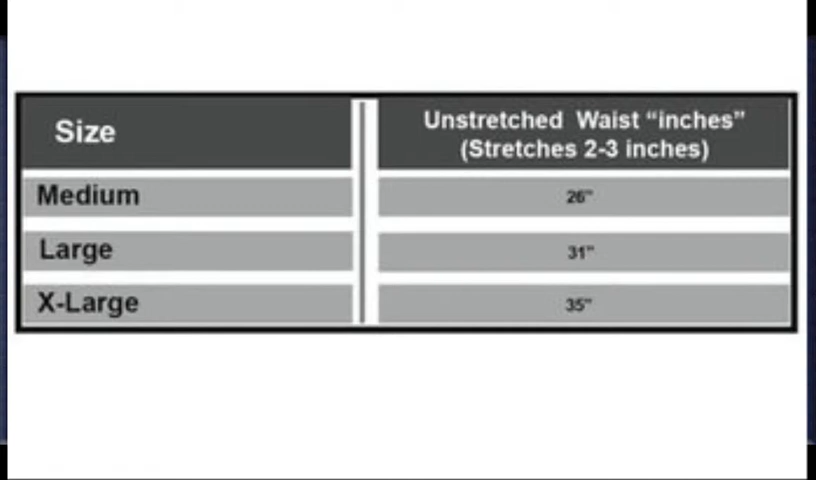 Size
Unstretched Waist “inches”
(Stretches 2-3 inches)
Medium
26"
Large
31"
X-Large
35"